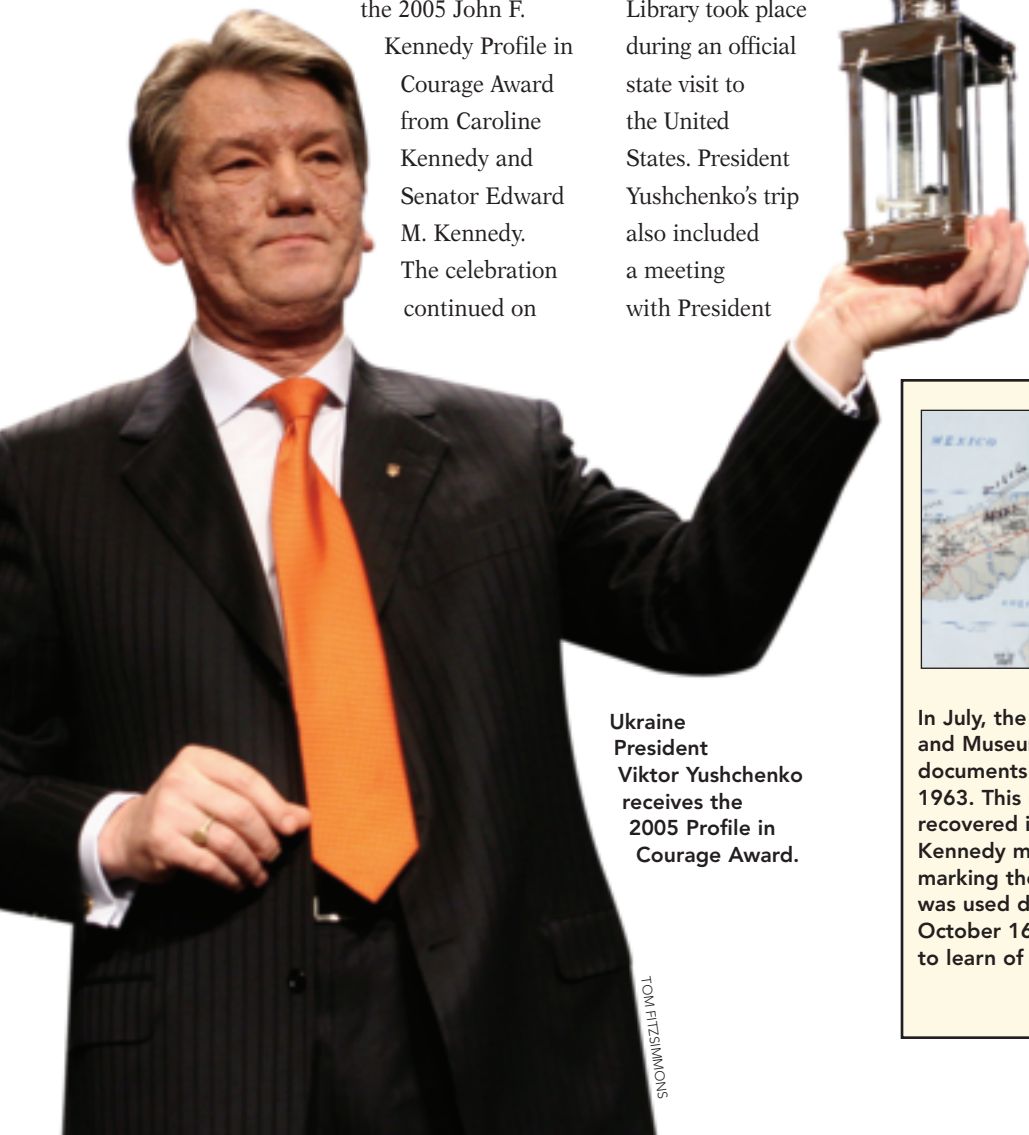 the 2005 John F.
Kennedy Profile in
Courage Award
from Caroline
Kennedy and
Senator Edward
M. Kennedy.
The celebration
continued on
Library took place
during an official
state visit to
the United
States. President
Yushchenko's trip
also included
a meeting
with President
Ukraine
President
Viktor Yushchenko
receives the
2005 Profile in
Courage Award.
TOM FITZSIMMONS
MEXICO
In July, the
and Museu
documents
1963. This
recovered i
Kennedy m
marking the
was used d
October 16
to learn of